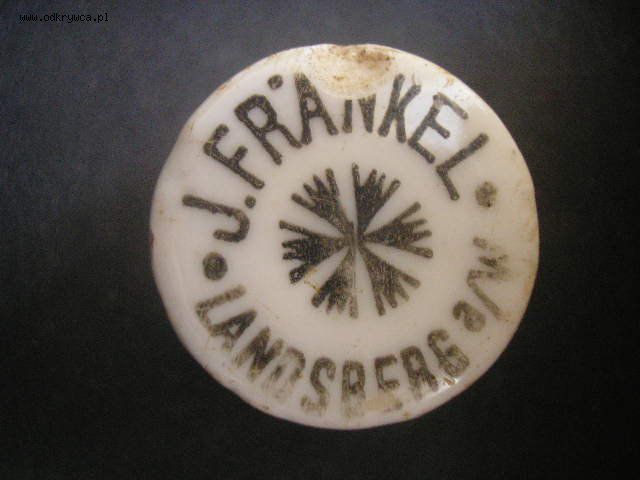 www.odkrywca.pl
J. FRÄNKEL
LANDSBERG a/W.